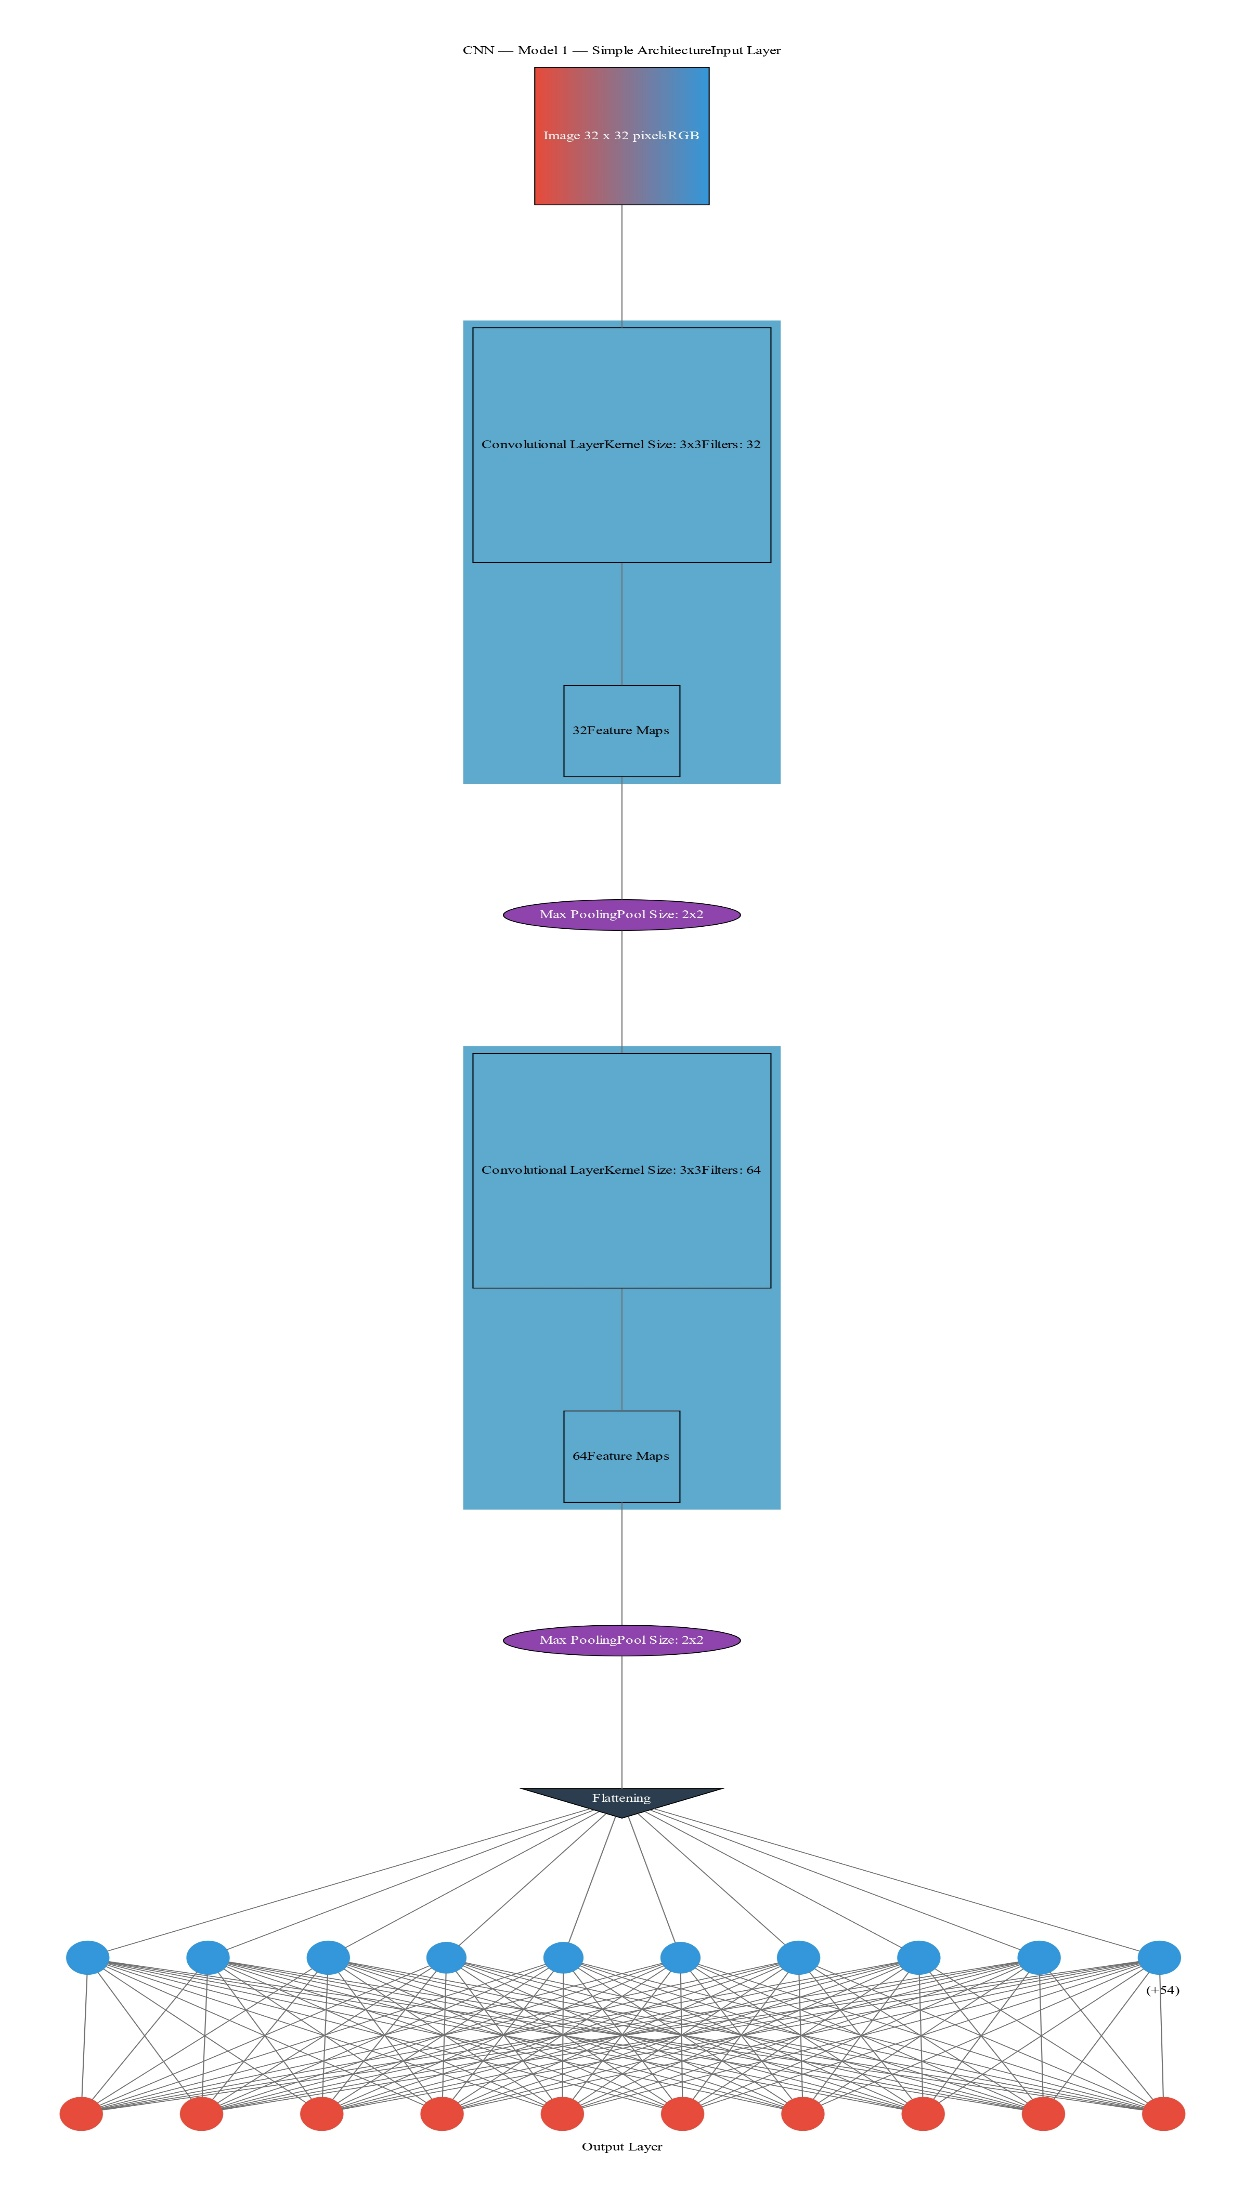 CNN — Model 1 — Simple ArchitectureInput Layer
Image 32 x 32 pixelsRGB
Convolutional LayerKernel Size: 3x3Filters: 32
32Feature Maps
Max PoolingPool Size: 2x2
Convolutional LayerKernel Size: 3x3Filters: 64
64Feature Maps
Max PoolingPool Size: 2x2
Flattening
(+54)
Output Layer